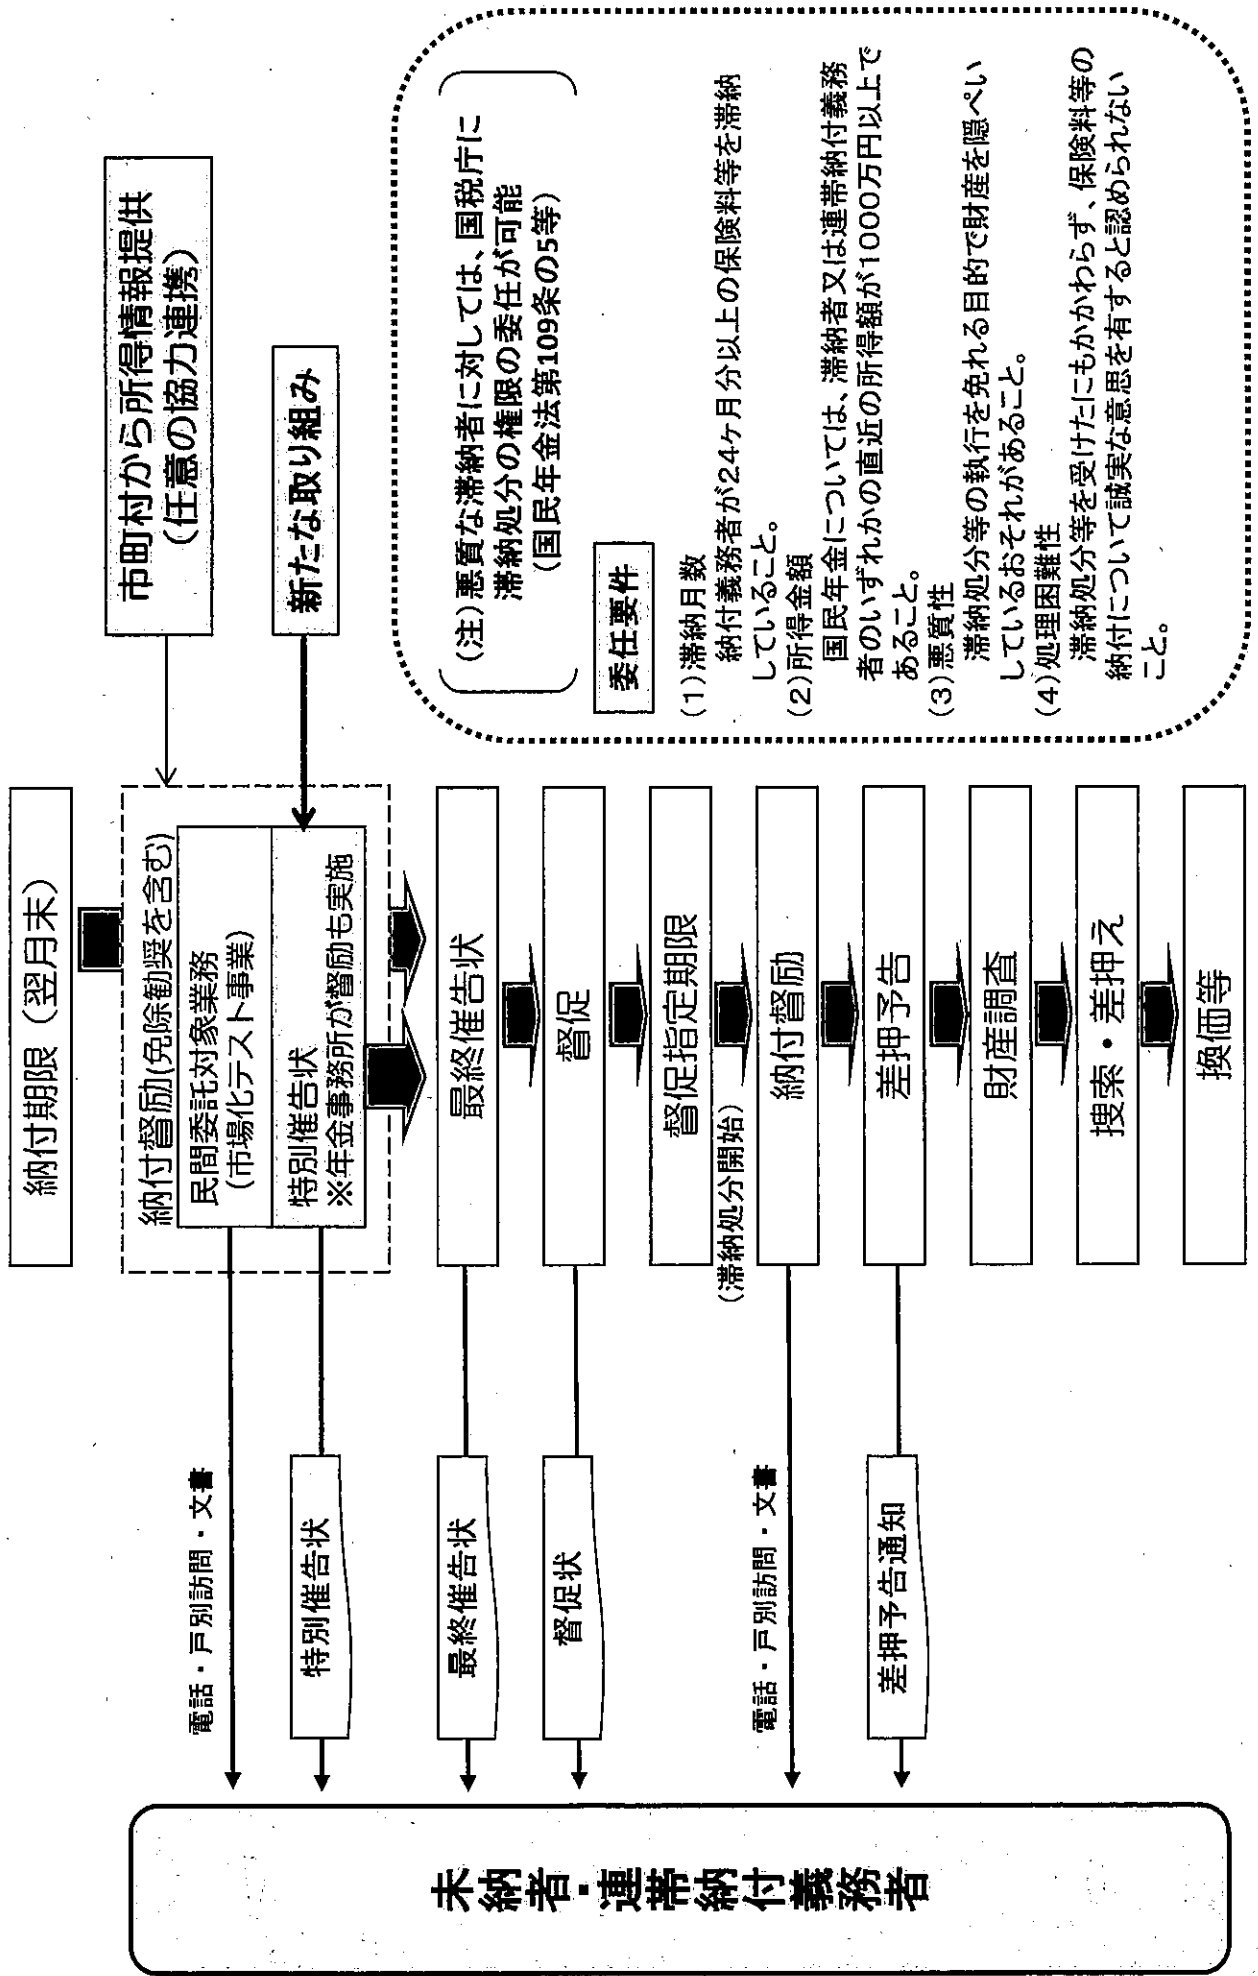 納付期限（翌月末）
市町村から所得情報提供
（任意の協力連携）
納付督励(免除勧奨を含む)
民間委託対象業務
（市場化テスト事業）
特別催告状
※年金事務所が督励も実施
新たな取り組み
電話・戸別訪問・文書
特別催告状
最終催告状
最終催告状
督促
督促状
督促指定期限
（滞納処分開始）
納付督励
電話・戸別訪問・文書
差押予告
差押予告通知
財産調査
捜索・差押え
換価等
未納者・連帯納付義務者
（注）悪質な滞納者に対しては、国税庁に
滞納処分の権限の委任が可能
（国民年金法第109条の5等）
委任要件
（1）滞納月数
納付義務者が24ヶ月分以上の保険料等を滞納
していること。
（2）所得金額
国民年金については、滞納者又は連帯納付義務
者のいずれかの直近の所得額が1000万円以上で
あること。
（3）悪質性
滞納処分等の執行を免れる目的で財産を隠ぺい
しているおそれがあること。
（4）処理困難性
滞納処分等を受けたにもかかわらず、保険料等の
納付について誠実な意思を有すると認められない
こと。